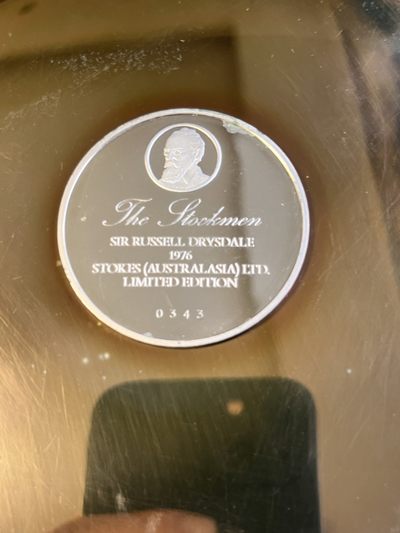 The Stockmen
SIR RUSSELL DRYSDALE
1976
STOKES (AUSTRALASIA) LTD.
LIMITED EDITION
0343